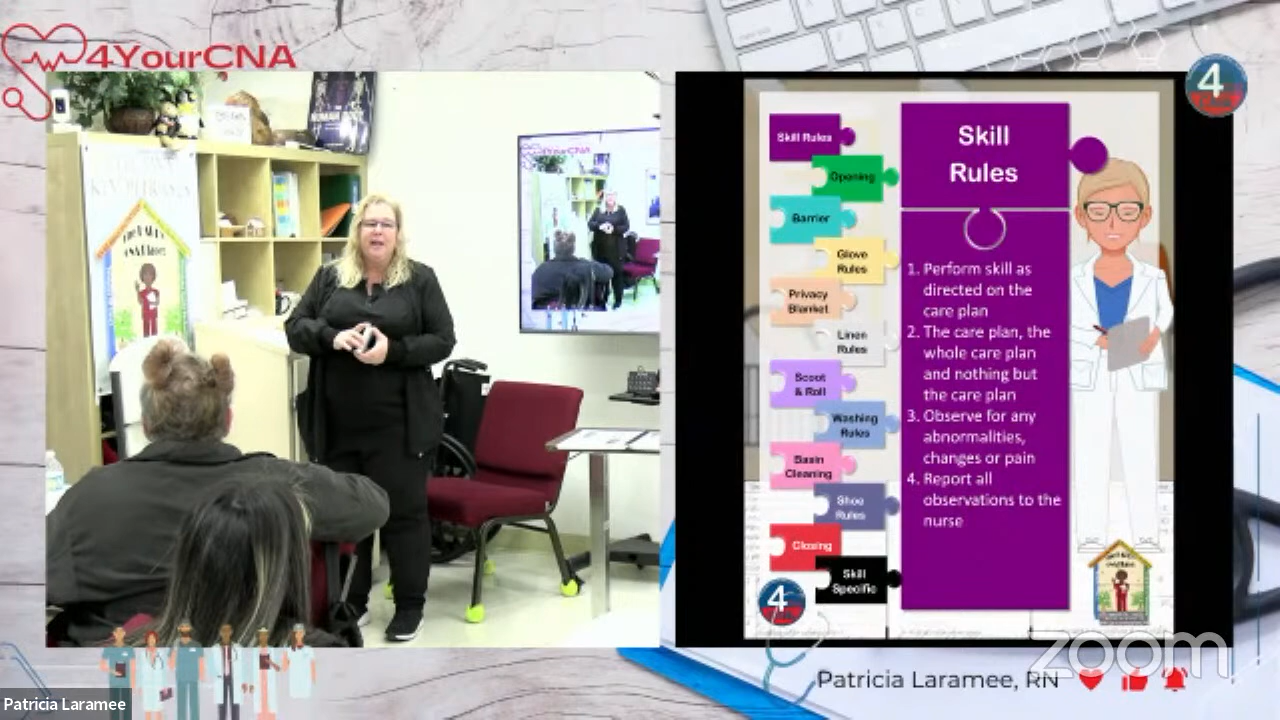 4YourCNA
4
Skill Rules
Opening
Barrier
Glove
Rules
Privacy
Blanket
Linen
Rules
Scoot
& Roll
Washing
Rules
Basin
Cleaning
Shoe
Rules
Closing
Skill
Specific
4
Skill
Rules
1. Perform skill as
directed on the
care plan
2. The care plan, the
whole care plan
and nothing but
the care plan
3. Observe for any
abnormalities,
changes or pain
4. Report all
observations to the
nurse
zoom
Patricia Laramee, RN
Patricia Laramee